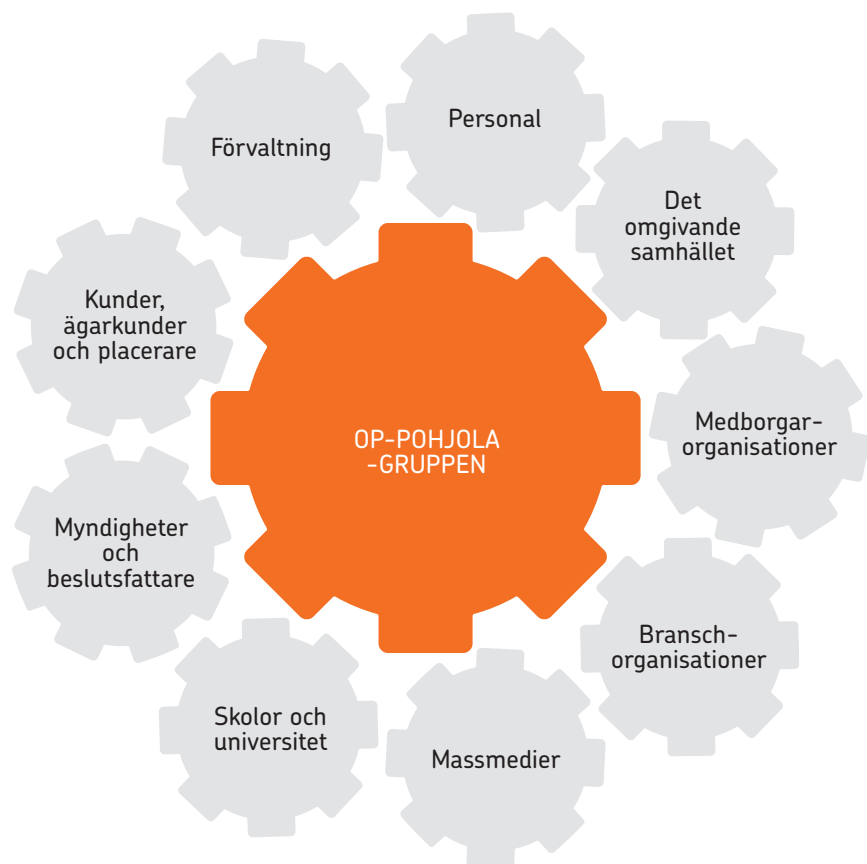 Personal
Förvaltning
Det
omgivande
samhället
Kunder,
ägarkunder
och placerare
Medborgar-
organisationer
OP-POHJOLA
-GRUPPEN
Myndigheter
och
beslutsfattare
Bransch-
organisationer
Skolor och
universitet
Massmedier